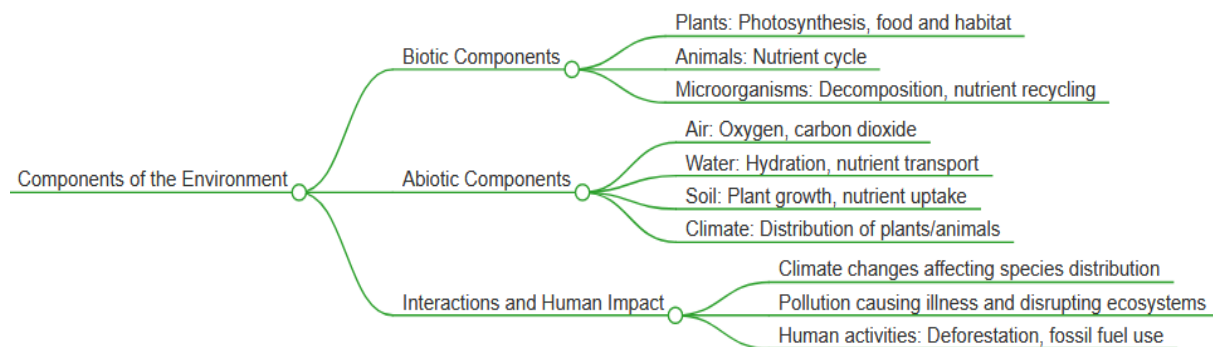 Components of the Environment
Biotic Components
Plants: Photosynthesis, food and habitat
Animals: Nutrient cycle
Microorganisms: Decomposition, nutrient recycling
Abiotic Components
Air: Oxygen, carbon dioxide
Water: Hydration, nutrient transport
Soil: Plant growth, nutrient uptake
Climate: Distribution of plants/animals
Interactions and Human Impact
Climate changes affecting species distribution
Pollution causing illness and disrupting ecosystems
Human activities: Deforestation, fossil fuel use